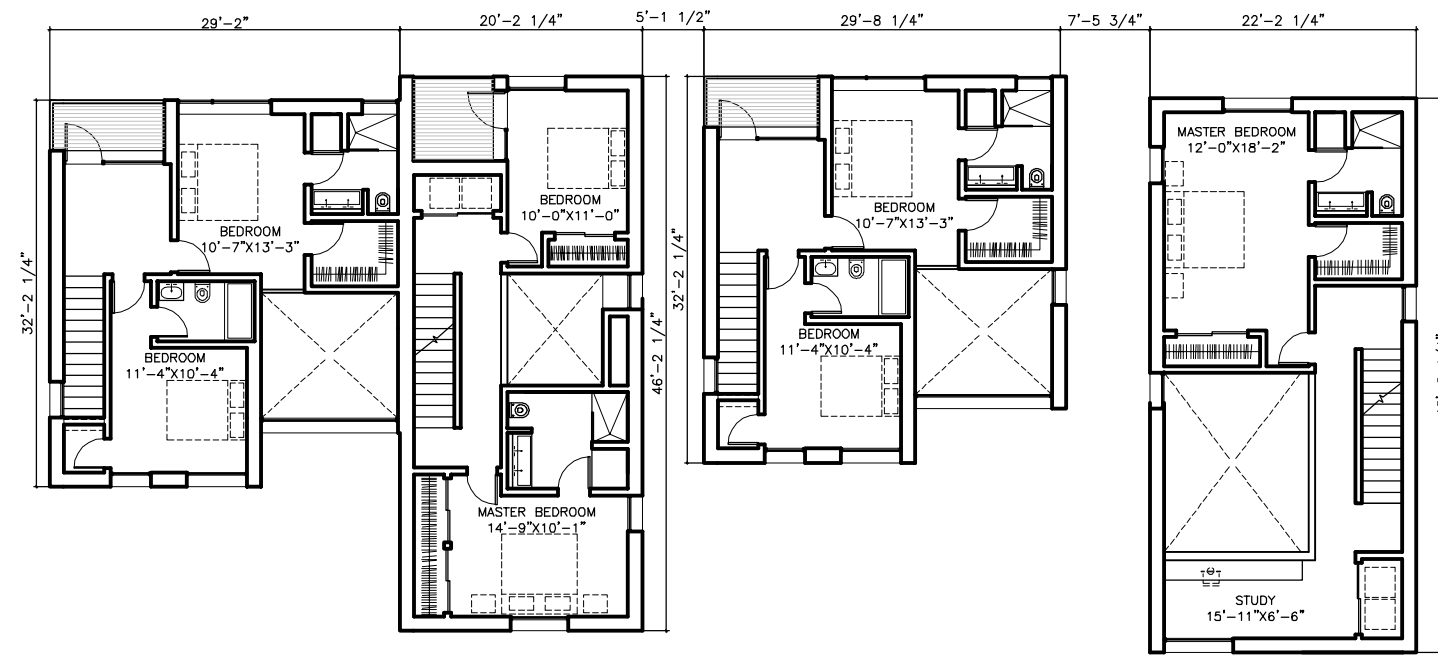 29'-2"
20'-2 1/4"
5'-1 1/2"
29'-8 1/4"
7'-5 3/4"
22'-2 1/4"
32'-2 1/4"
BEDROOM
10'-7"X13'-3"
BEDROOM
11'-4"X10'-4"
BEDROOM
10'-0"X11'-0"
46'-2 1/4"
MASTER BEDROOM
14'-9"X10'-1"
32'-2 1/4"
BEDROOM
10'-7"X13'-3"
BEDROOM
11'-4"X10'-4"
MASTER BEDROOM
12'-0"X18'-2"
STUDY
15'-11"X6'-6"